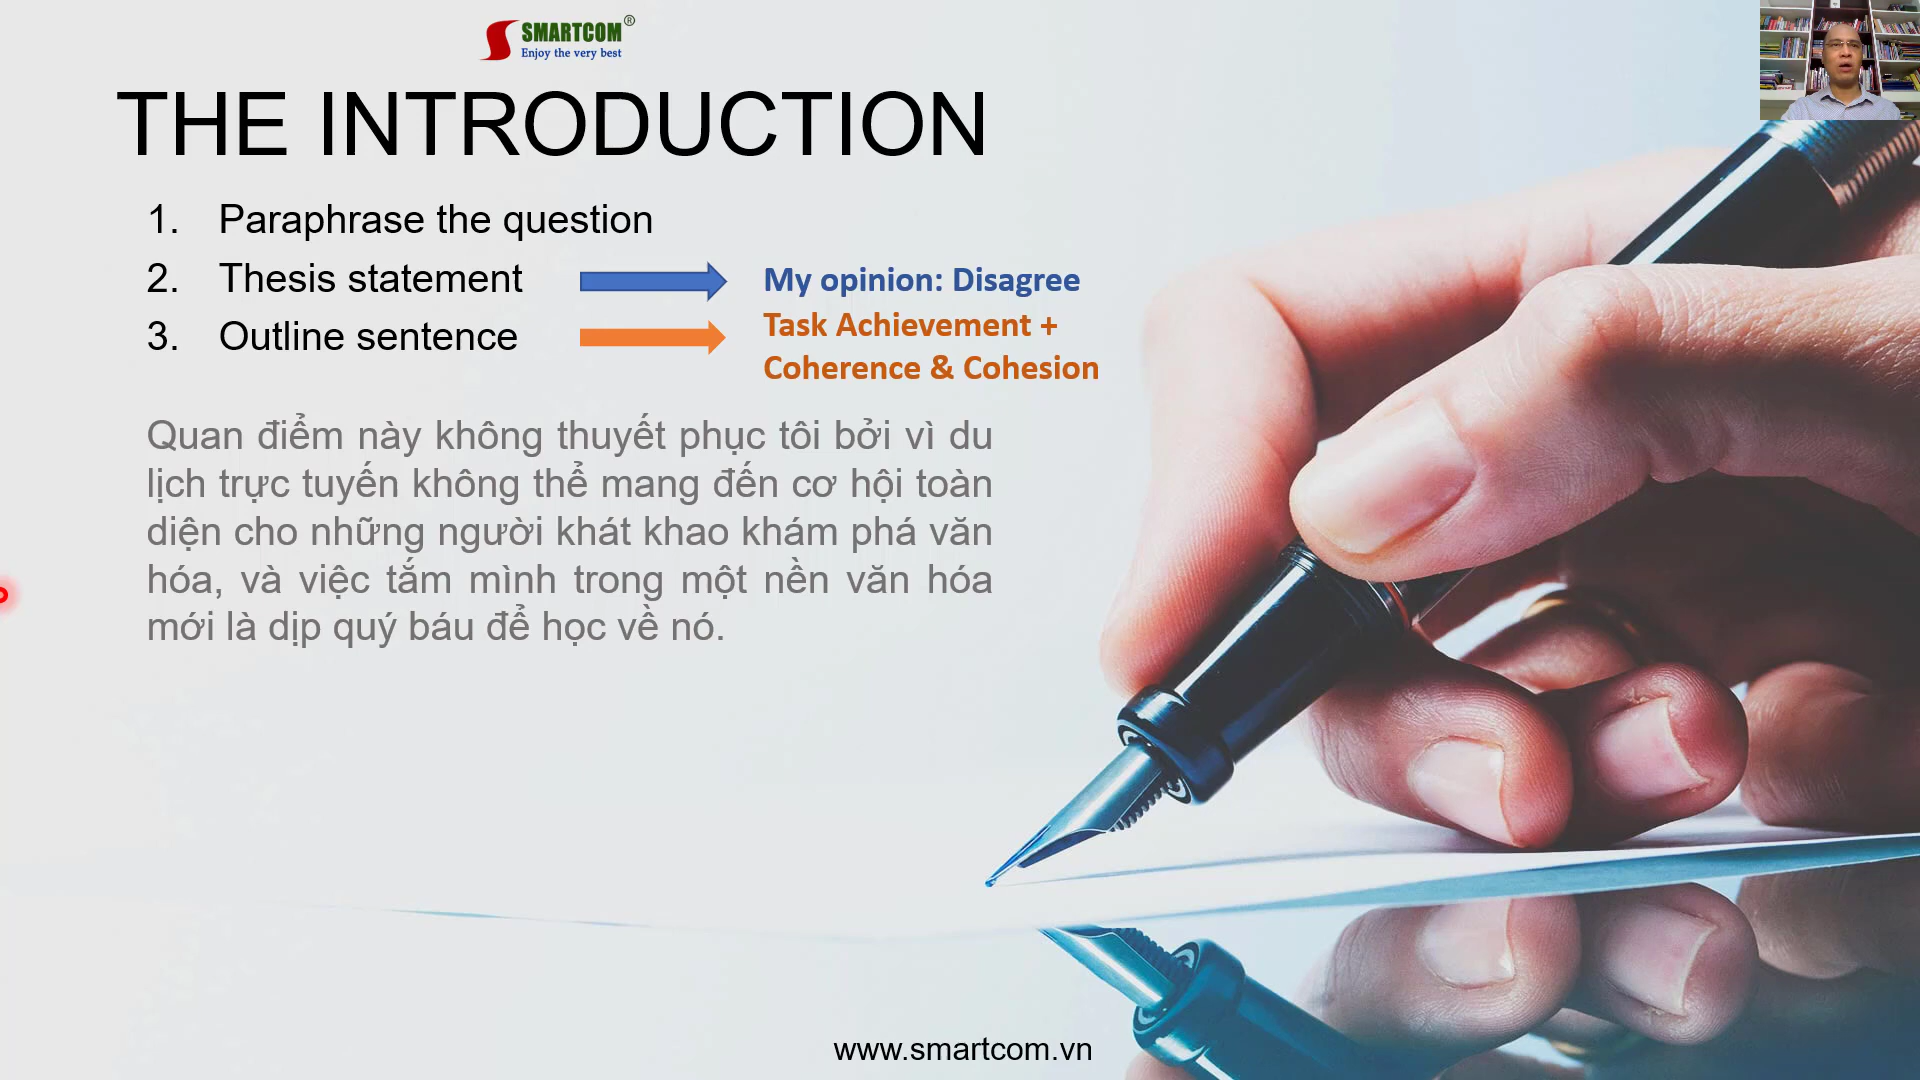 SMARTCOM®
Enjoy the very best
THE INTRODUCTION
1. Paraphrase the question
2. Thesis statement
My opinion: Disagree
3. Outline sentence
Task Achievement +
Coherence & Cohesion
Quan điểm này không thuyết phục tôi bởi vì du
lịch trực tuyến không thể mang đến cơ hội toàn
diện cho những người khát khao khám phá văn
hóa, và việc tắm mình trong một nền văn hóa
mới là dịp quý báu để học về nó.
www.smartcom.vn